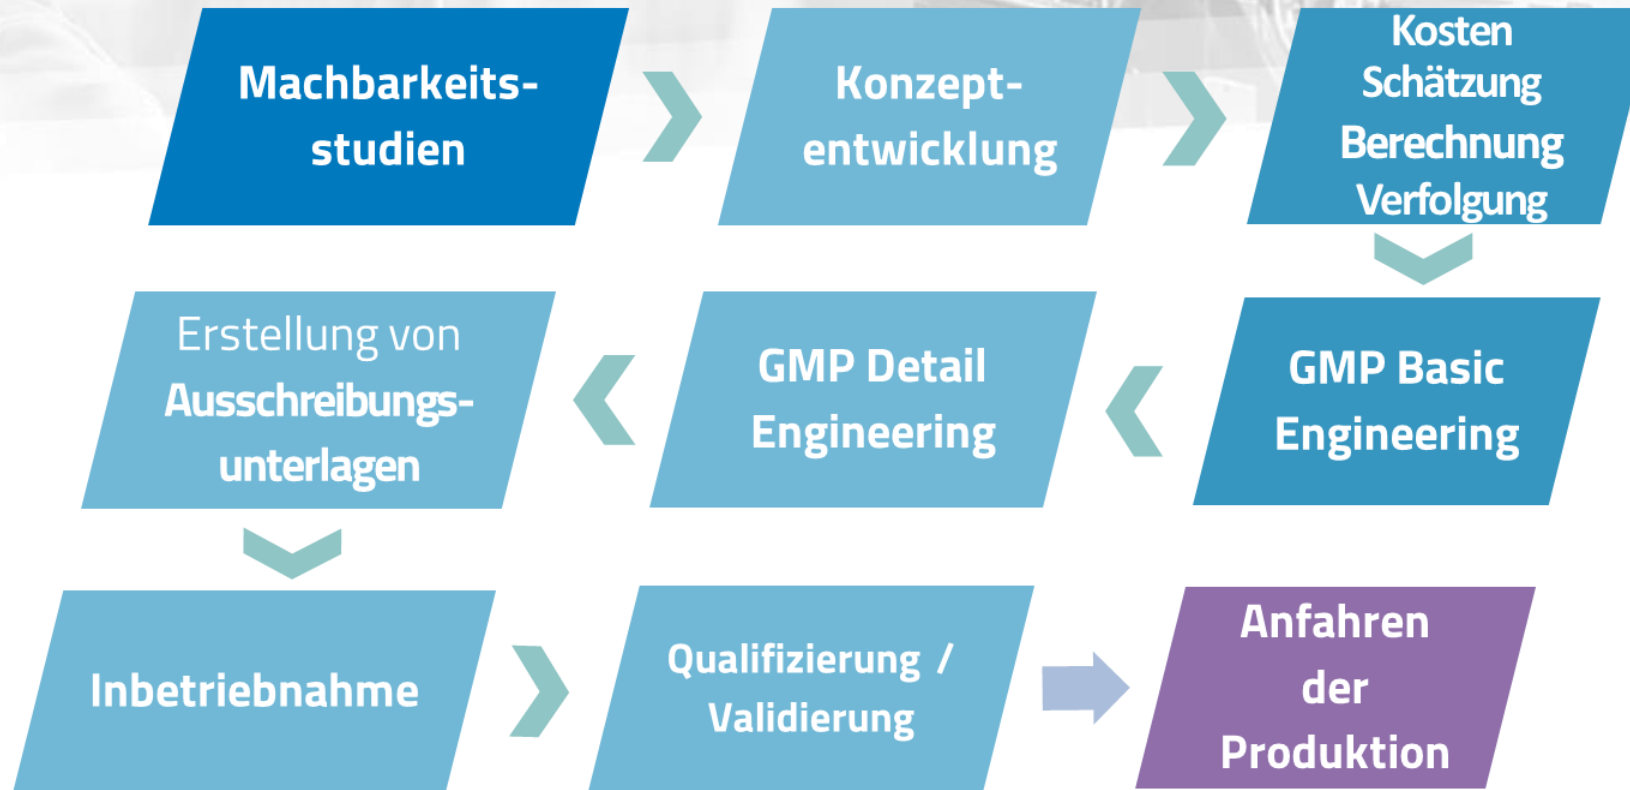 Machbarkeits-
studien
Konzept-
entwicklung
Kosten
Schätzung
Berechnung
Verfolgung
GMP Basic
Engineering
GMP Detail
Engineering
Erstellung von
Ausschreibungs-
unterlagen
Inbetriebnahme
Qualifizierung /
Validierung
Anfahren
der
Produktion